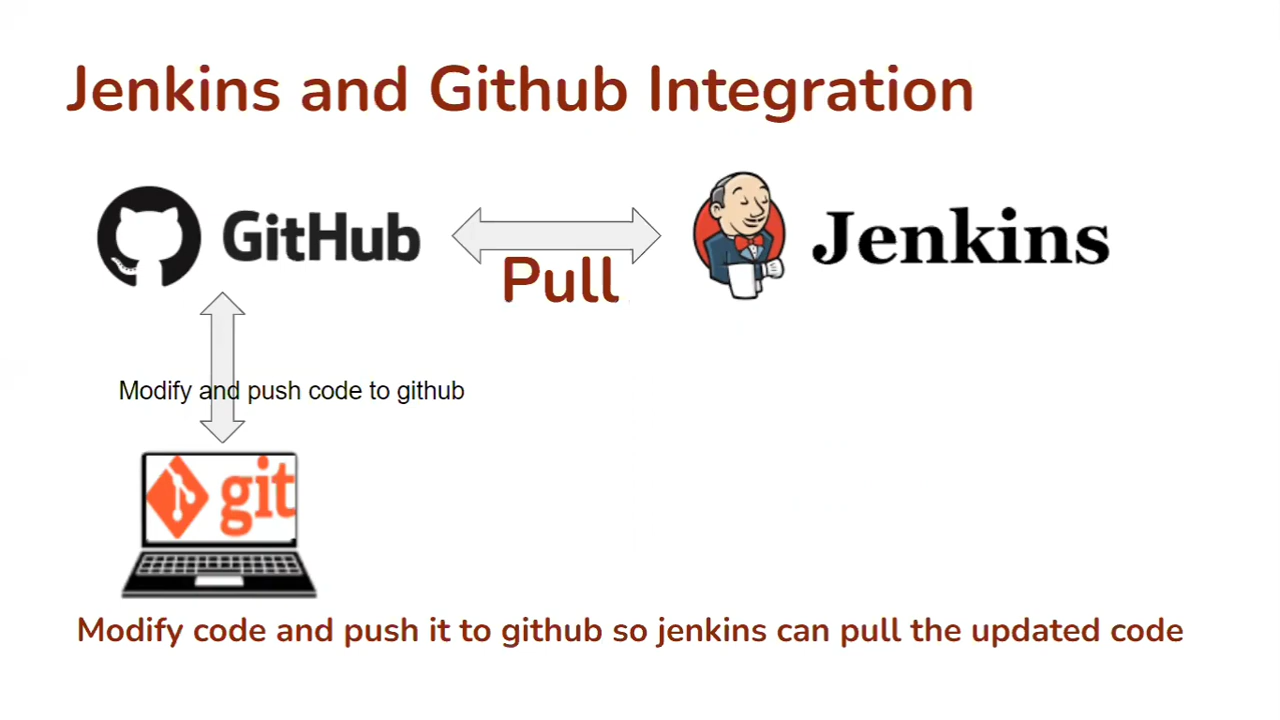 Jenkins and Github Integration
GitHub
Jenkins
Pull
Modify and push code to github
git
Modify code and push it to github so jenkins can pull the updated code